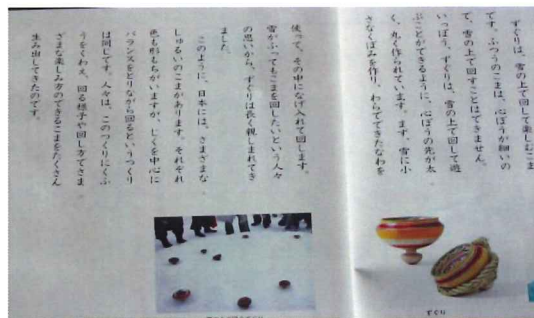 ずぐりは、雪の上で回して楽しむこま
です。ふつうのこまは、心ぼうが細いの
で、雪の上で回すことはできません。
いっぽう、ずぐりは、雪の上で回して遊
ぶことができるように、心ぼうの先が太
く、丸く作られています。まず、雪に小
さなくぼみを作り、わらでできたなわを
使って、その中になげ入れて回します。
雪がふってもこまを回したいという人々
の思いから、ずぐりは長く親しまれてき
ました。
このように、日本には、さまざまな
しゅるいのこまがあります。それぞれ
色も形もちがいますが、じくを中心に
バランスをとりながら回るというつくり
は同じです。人々は、このつくりにくふ
うをくわえ、回る様子や回し方でさま
ざまな楽しみ方のできるこまをたくさん
生み出してきたのです。
ずぐり